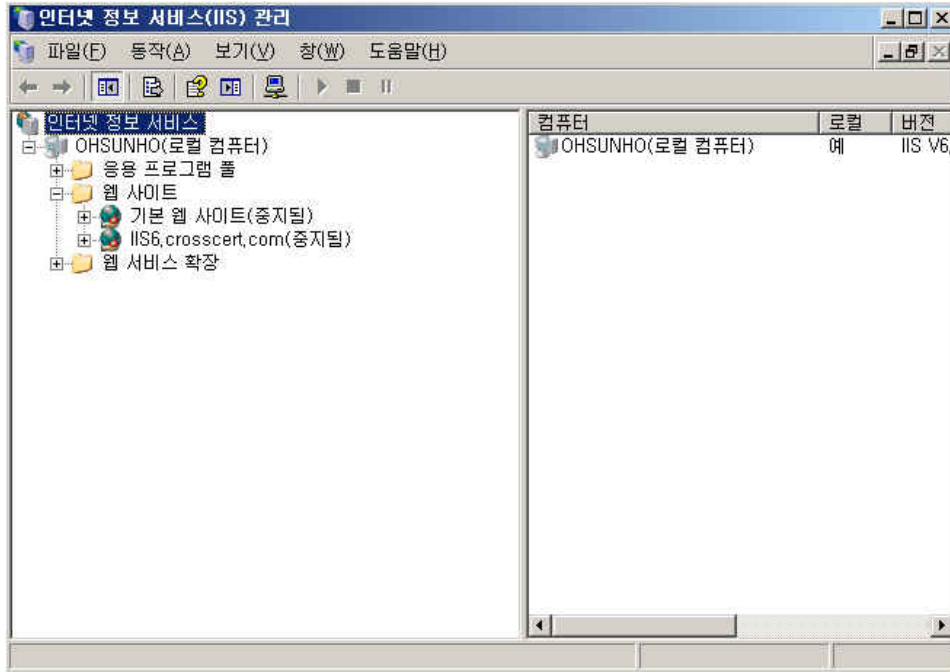 인터넷 정보 서비스(IIS) 관리
파일(F) 동작(A) 보기(V) 창(W) 도움말(H)
인터넷 정보 서비스
OHSUNHO(로컬 컴퓨터)
응용 프로그램 풀
웹 사이트
기본 웹 사이트(중지됨)
IIS6,crosscert,com(중지됨)
웹 서비스 확장
컴퓨터 로컬 버전
OHSUNHO(로컬 컴퓨터) 예 IIS V6,